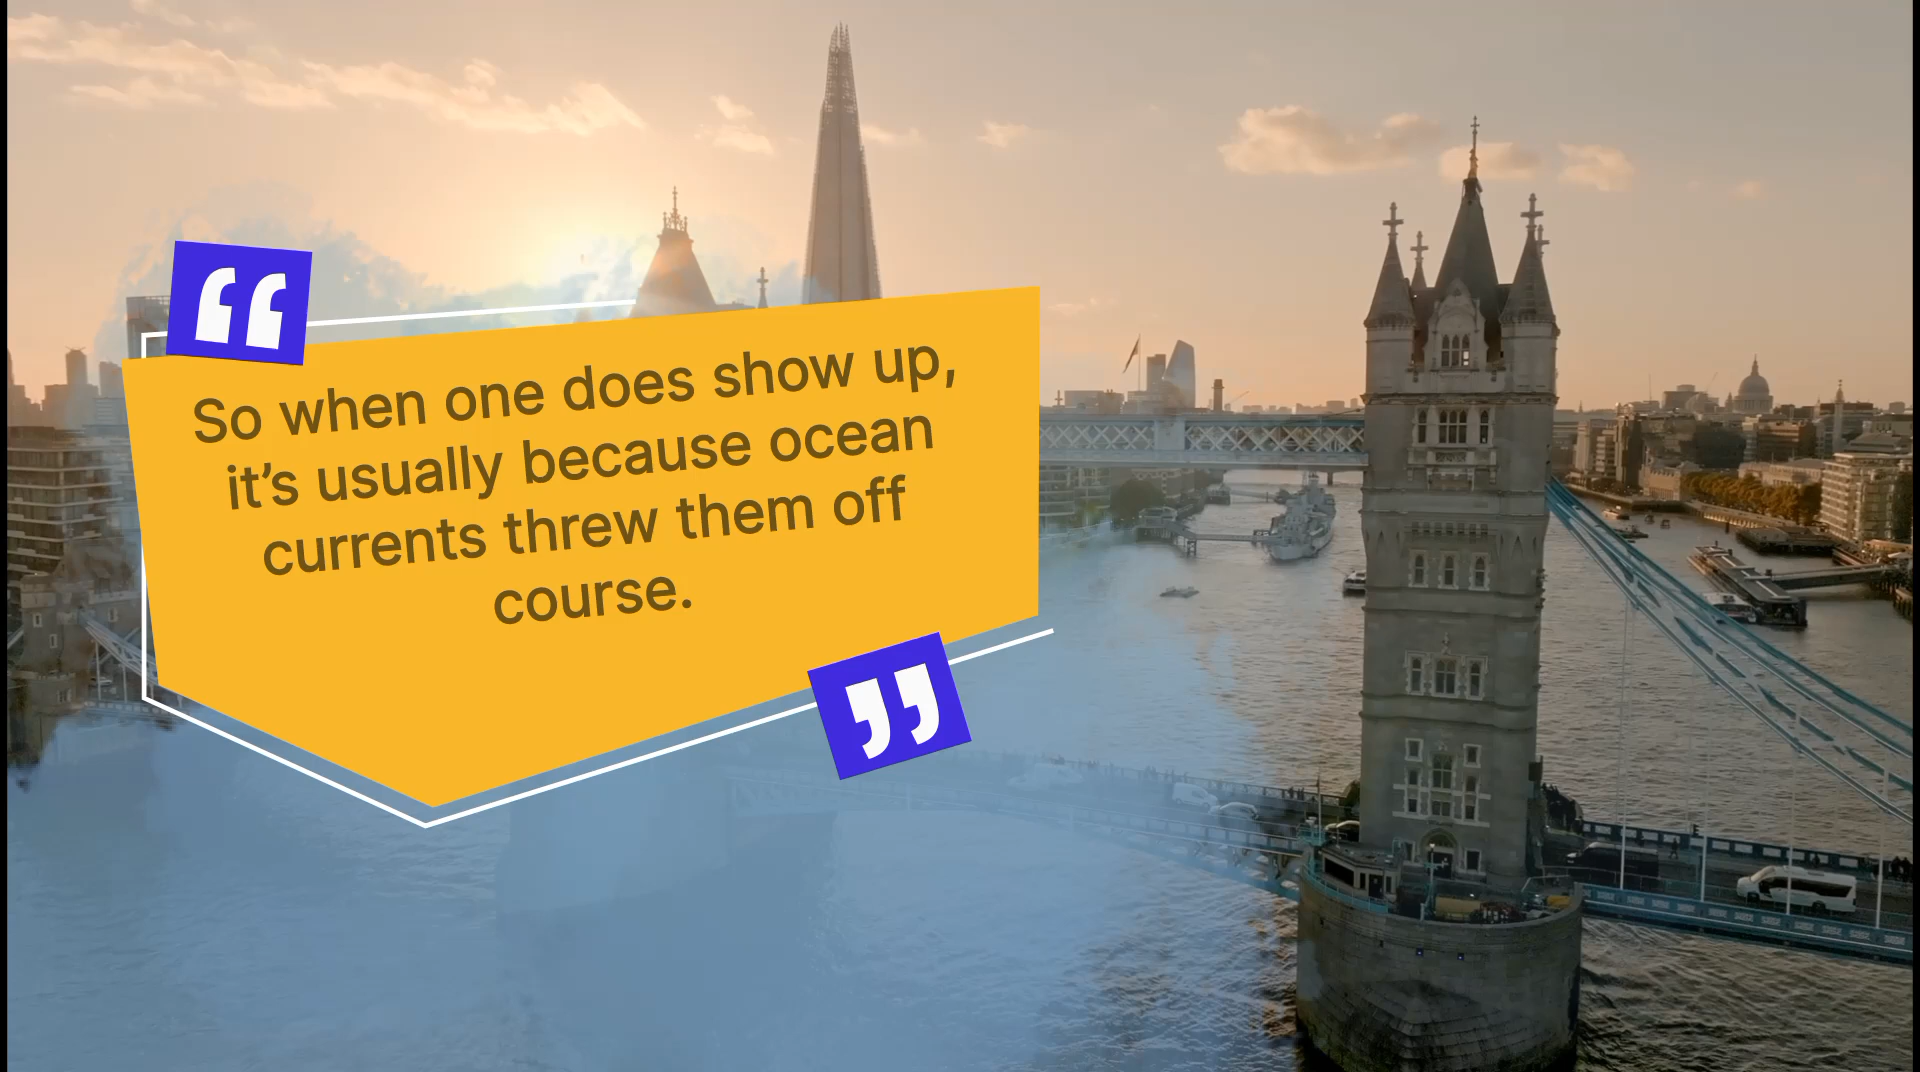 “
So when one does show up,
it’s usually because ocean
currents threw them off
course.
”